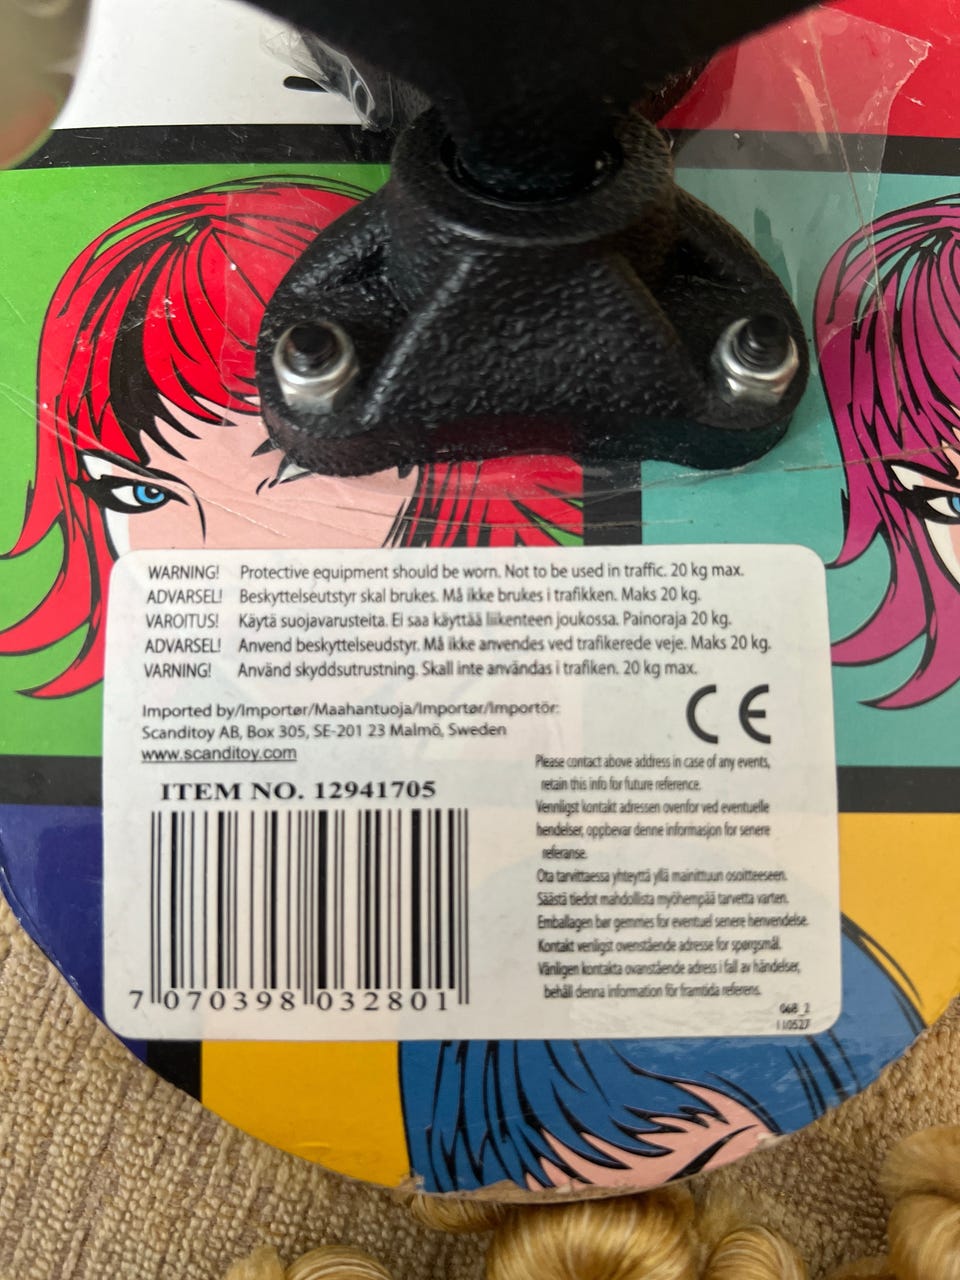 WARNING! Protective equipment should be worn. Not to be used in traffic. 20 kg max.
ADVARSEL! Beskyttelseutstyr skal brukes. Må ikke brukes i trafikken. Maks 20 kg.
VAROITUS! Käytä suojavarusteita. Ei saa käyttää liikenteen joukossa. Painoraja 20 kg.
ADVARSEL! Anvend beskyttelseudstyr. Må ikke anvendes ved trafikerede veje. Maks 20 kg.
VARNING! Använd skyddsutrustning. Skall inte användas i trafiken. 20 kg max.
Imported by/Importør/Maahantuoja/Importør/Importör:
Scanditoy AB, Box 305, SE-201 23 Malmö, Sweden
www.scanditoy.com
CE
ITEM NO. 12941705
7 070398 032801
Please contact above address in case of any events,
retain this info for future reference.
Vennligst kontakt adressen ovenfor ved eventuelle
hendelser, oppbevar denne informasjon for senere
referanse.
Ota tarvittaessa yhteyttä yllä mainittuun osoitteeseen.
Säästä tiedot mahdollista myöhempää tarvetta varten.
Emballagen bør gemmes for eventuel senere henvendelse.
Kontakt venligst ovenstående adresse for spørgsmål.
Vänligen kontakta ovanstående adress i fall av händelser,
behåll denna information för framtida referens.
068_2
110527